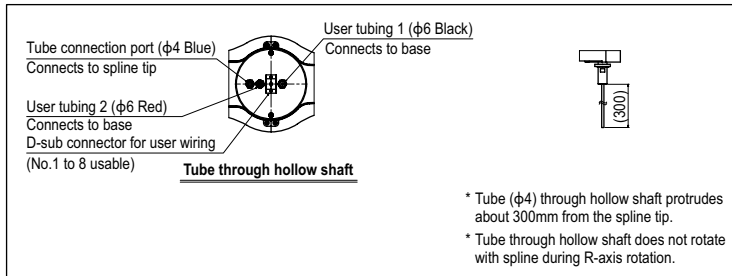 User tubing 1 (ϕ6 Black)
Connects to base
Tube connection port (ϕ4 Blue)
Connects to spline tip
User tubing 2 (ϕ6 Red)
Connects to base
D-sub connector for user wiring
(No.1 to 8 usable)
Tube through hollow shaft
(300)
* Tube (ϕ4) through hollow shaft protrudes
about 300mm from the spline tip.
* Tube through hollow shaft does not rotate
with spline during R-axis rotation.